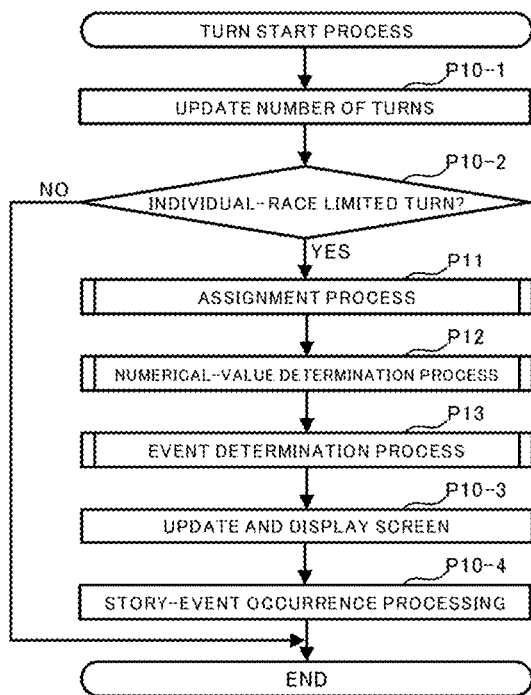 TURN START PROCESS
P10-1
UPDATE NUMBER OF TURNS
P10-2
NO
INDIVIDUAL-RACE LIMITED TURN?
YES
P11
ASSIGNMENT PROCESS
P12
NUMERICAL-VALUE DETERMINATION PROCESS
P13
EVENT DETERMINATION PROCESS
P10-3
UPDATE AND DISPLAY SCREEN
P10-4
STORY-EVENT OCCURRENCE PROCESSING
END